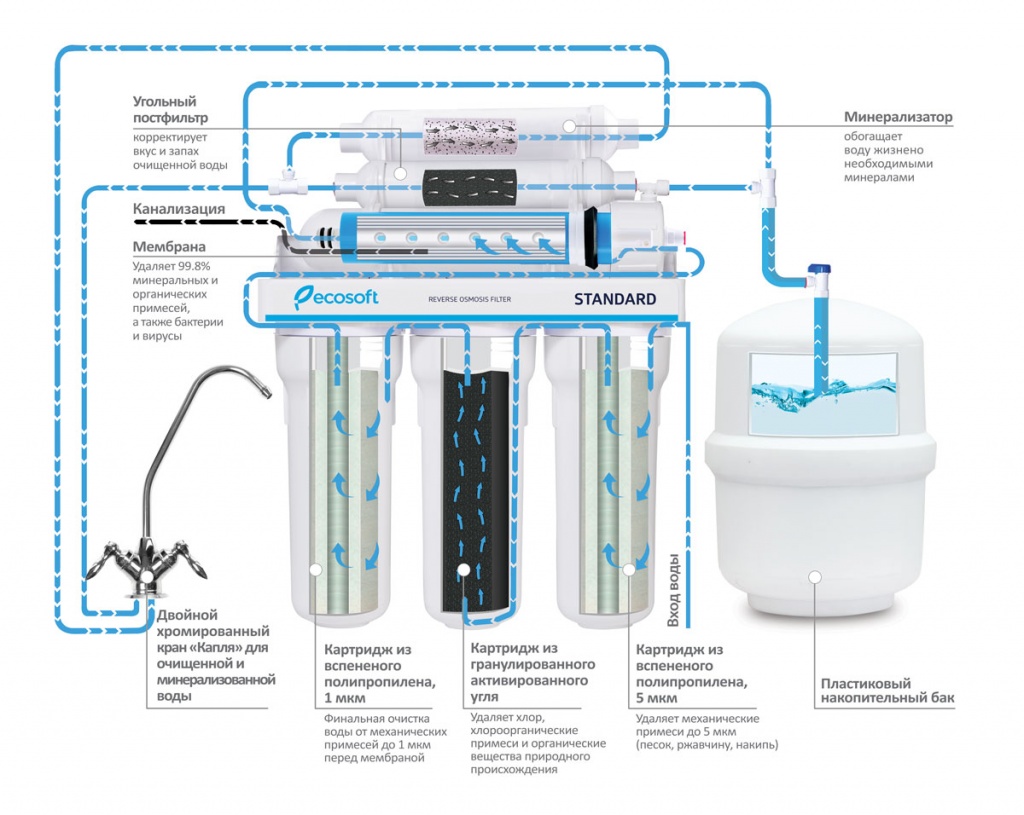 Угольный
постфильтр
корректирует
вкус и запах
очищенной воды
Минерализатор
обогащает
воду жизнено
необходимыми
минералами
Канализация
Мембрана
Удаляет 99.8%
минеральных и
органических
примесей,
а также бактерии
и вирусы
ecosoft
REVERSE OSMOSIS FILTER
STANDARD
Вход воды
Двойной
хромированный
кран «Капля» для
очищенной и
минерализованной
воды
Картридж из
вспененого
полипропилена,
1 мкм
Финальная очистка
воды от механических
примесей до 1 мкм
перед мембраной
Картридж из
гранулированного
активированного
угля
Удаляет хлор,
хлороорганические
примеси и органические
вещества природного
происхождения
Картридж из
вспененого
полипропилена,
5 мкм
Удаляет механические
примеси до 5 мкм
(песок, ржавчину, накипь)
Пластиковый
накопительный бак